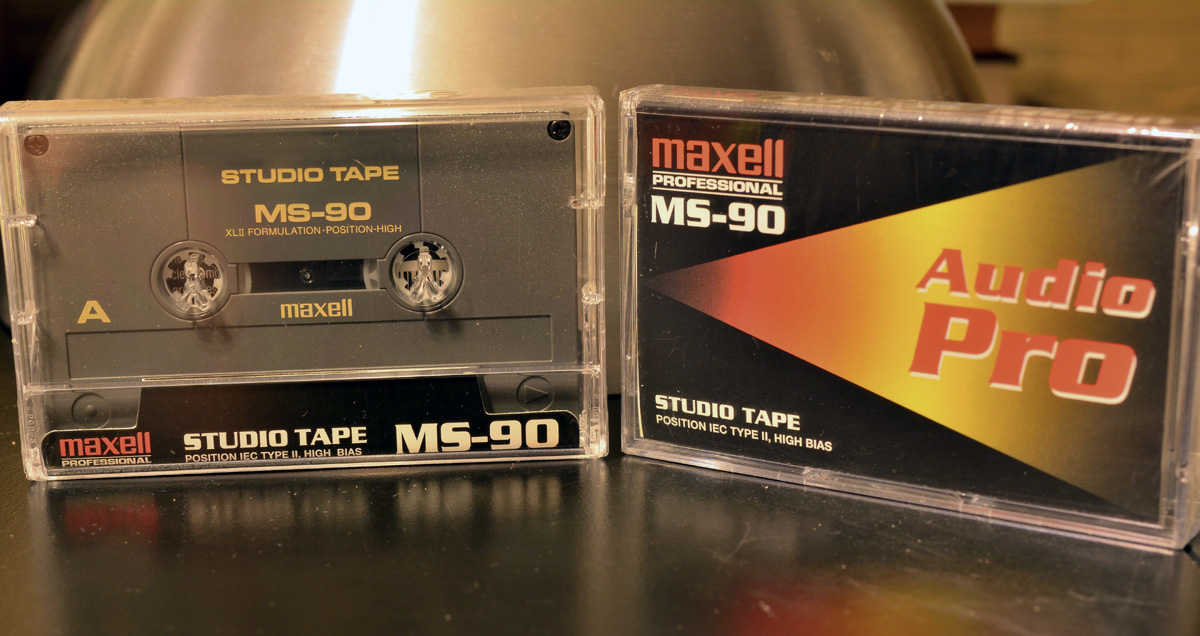 STUDIO TAPE
MS-90
XLII FORMULATION-POSITION-HIGH
A
maxell
maxell
PROFESSIONAL
STUDIO TAPE
POSITION IEC TYPE II, HIGH BIAS
MS-90
maxell
PROFESSIONAL
MS-90
Audio
Pro
STUDIO TAPE
POSITION IEC TYPE II, HIGH BIAS